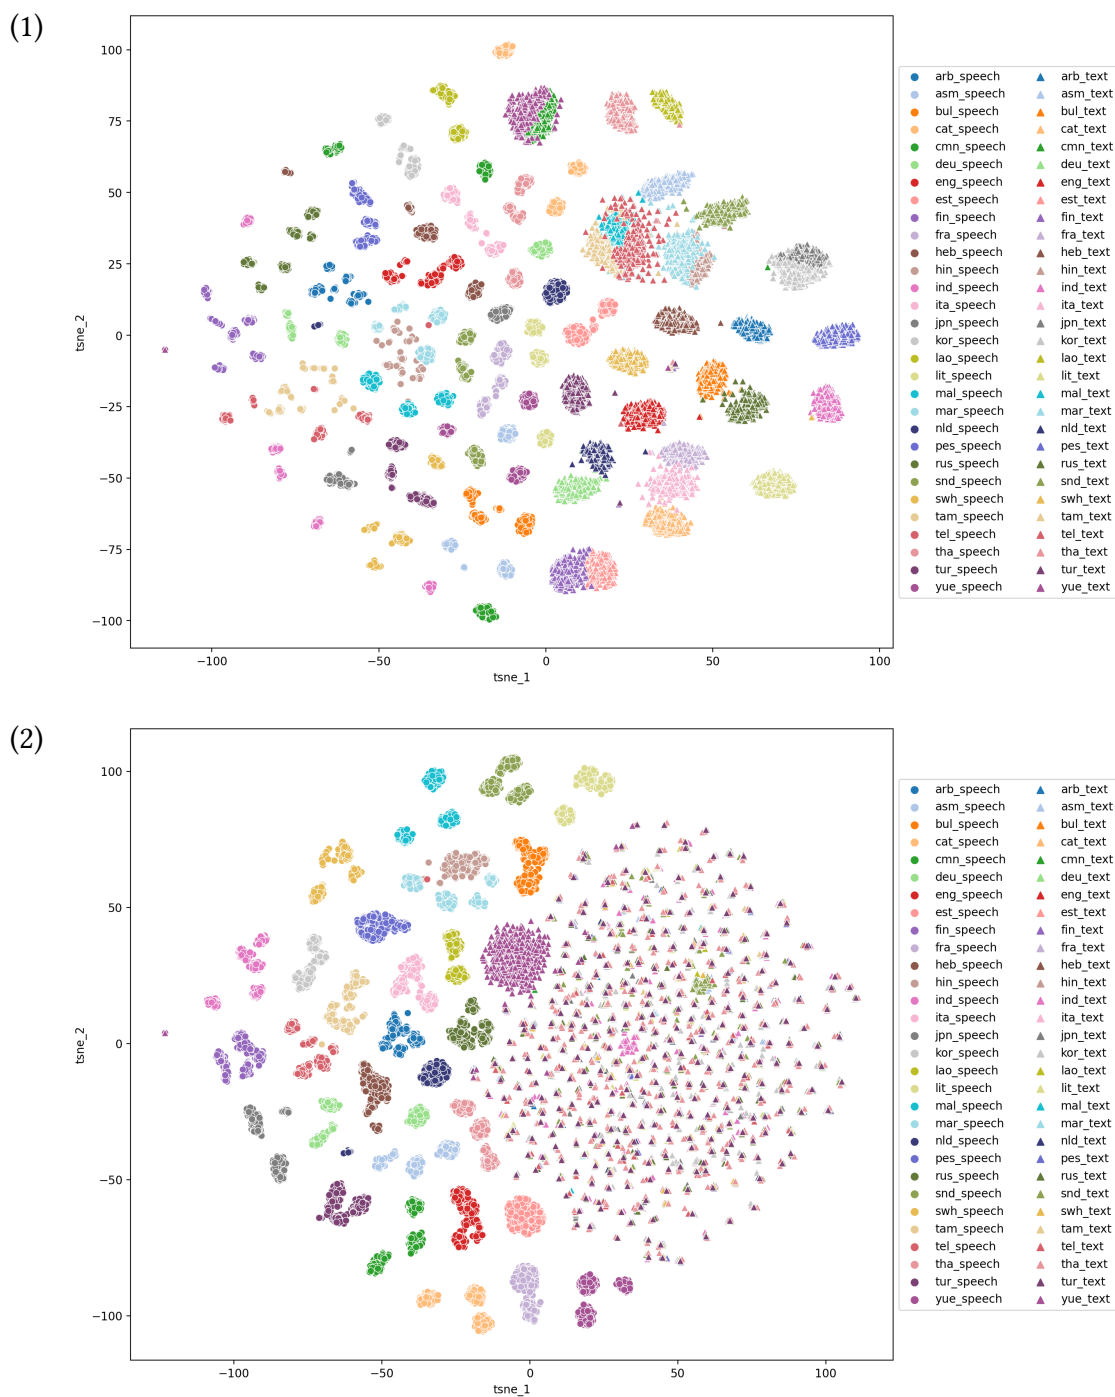 (1)
100
75
50
25
0
−25
−50
−75
−100
tsne_2
−100 −50 0 50 100
tsne_1
arb_speech arb_text
asm_speech asm_text
bul_speech bul_text
cat_speech cat_text
cmn_speech cmn_text
deu_speech deu_text
eng_speech eng_text
est_speech est_text
fin_speech fin_text
fra_speech fra_text
heb_speech heb_text
hin_speech hin_text
ind_speech ind_text
ita_speech ita_text
jpn_speech jpn_text
kor_speech kor_text
lao_speech lao_text
lit_speech lit_text
mal_speech mal_text
mar_speech mar_text
nld_speech nld_text
pes_speech pes_text
rus_speech rus_text
snd_speech snd_text
swh_speech swh_text
tam_speech tam_text
tel_speech tel_text
tha_speech tha_text
tur_speech tur_text
yue_speech yue_text
(2)
100
50
0
−50
−100
tsne_2
−100 −50 0 50 100
tsne_1
arb_speech arb_text
asm_speech asm_text
bul_speech bul_text
cat_speech cat_text
cmn_speech cmn_text
deu_speech deu_text
eng_speech eng_text
est_speech est_text
fin_speech fin_text
fra_speech fra_text
heb_speech heb_text
hin_speech hin_text
ind_speech ind_text
ita_speech ita_text
jpn_speech jpn_text
kor_speech kor_text
lao_speech lao_text
lit_speech lit_text
mal_speech mal_text
mar_speech mar_text
nld_speech nld_text
pes_speech pes_text
rus_speech rus_text
snd_speech snd_text
swh_speech swh_text
tam_speech tam_text
tel_speech tel_text
tha_speech tha_text
tur_speech tur_text
yue_speech yue_text